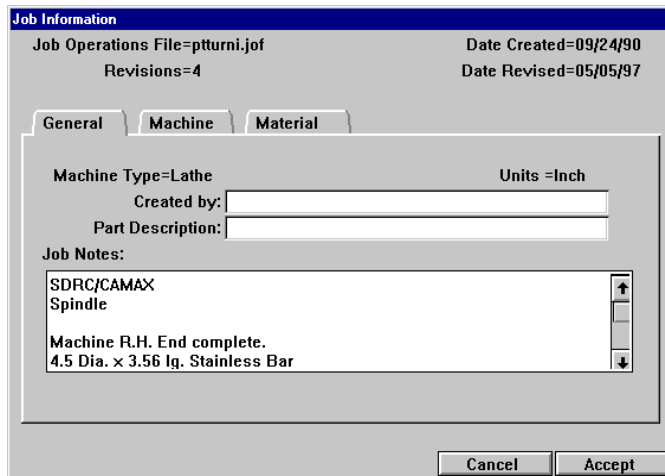 Job Information
Job Operations File=ptturni.jof Date Created=09/24/90
Revisions=4 Date Revised=05/05/97
General Machine Material
Machine Type=Lathe Units =Inch
Created by:
Part Description:
Job Notes:
SDRC/CAMAX
Spindle
Machine R.H. End complete.
4.5 Dia. x 3.56 lg. Stainless Bar
Cancel Accept